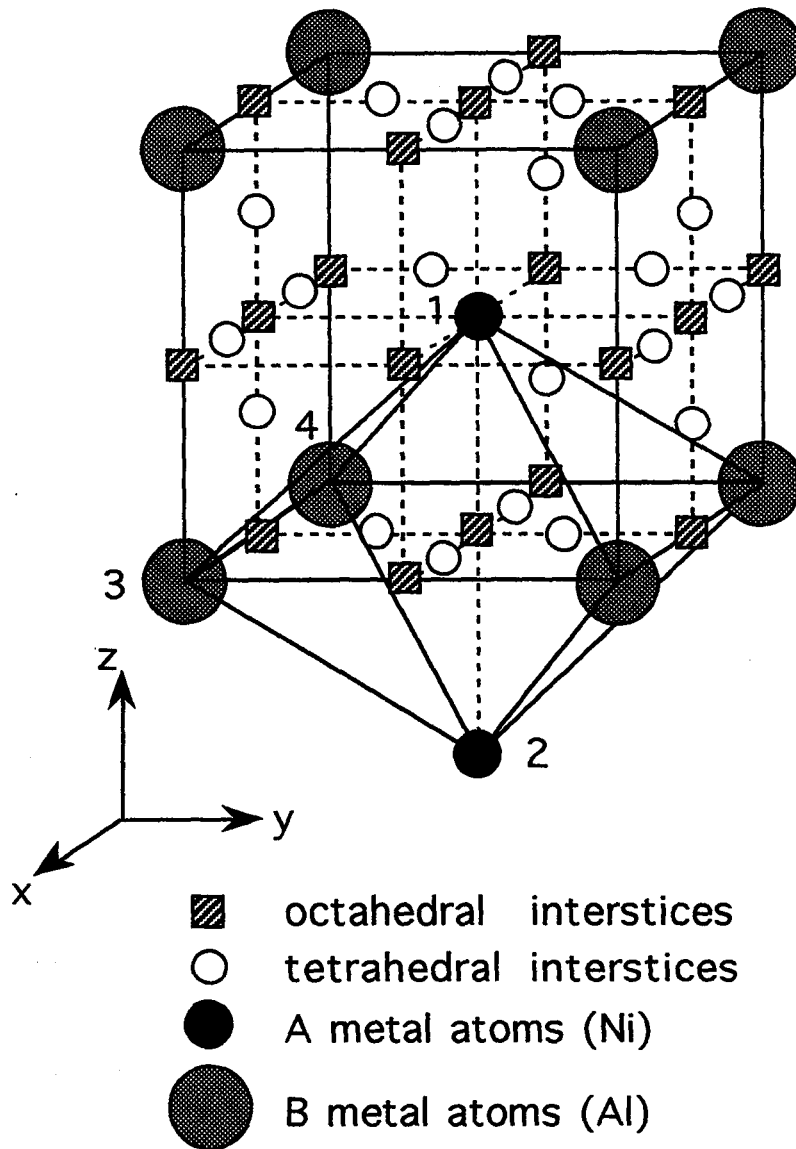 1
4
3
z
2
y
x
octahedral interstices
tetrahedral interstices
A metal atoms (Ni)
B metal atoms (Al)